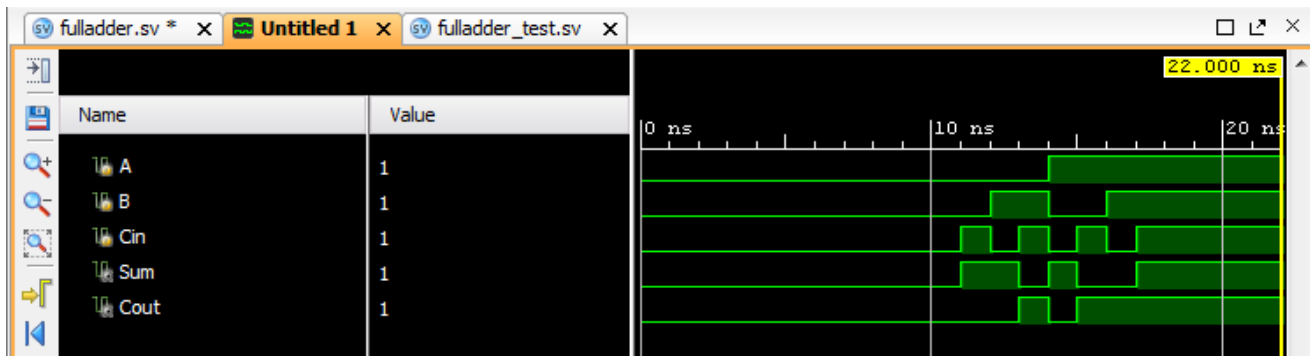 fulladder.sv * Untitled 1 fulladder_test.sv
22.000 ns
Name Value
0 ns 10 ns 20 ns
A 1
B 1
Cin 1
Sum 1
Cout 1